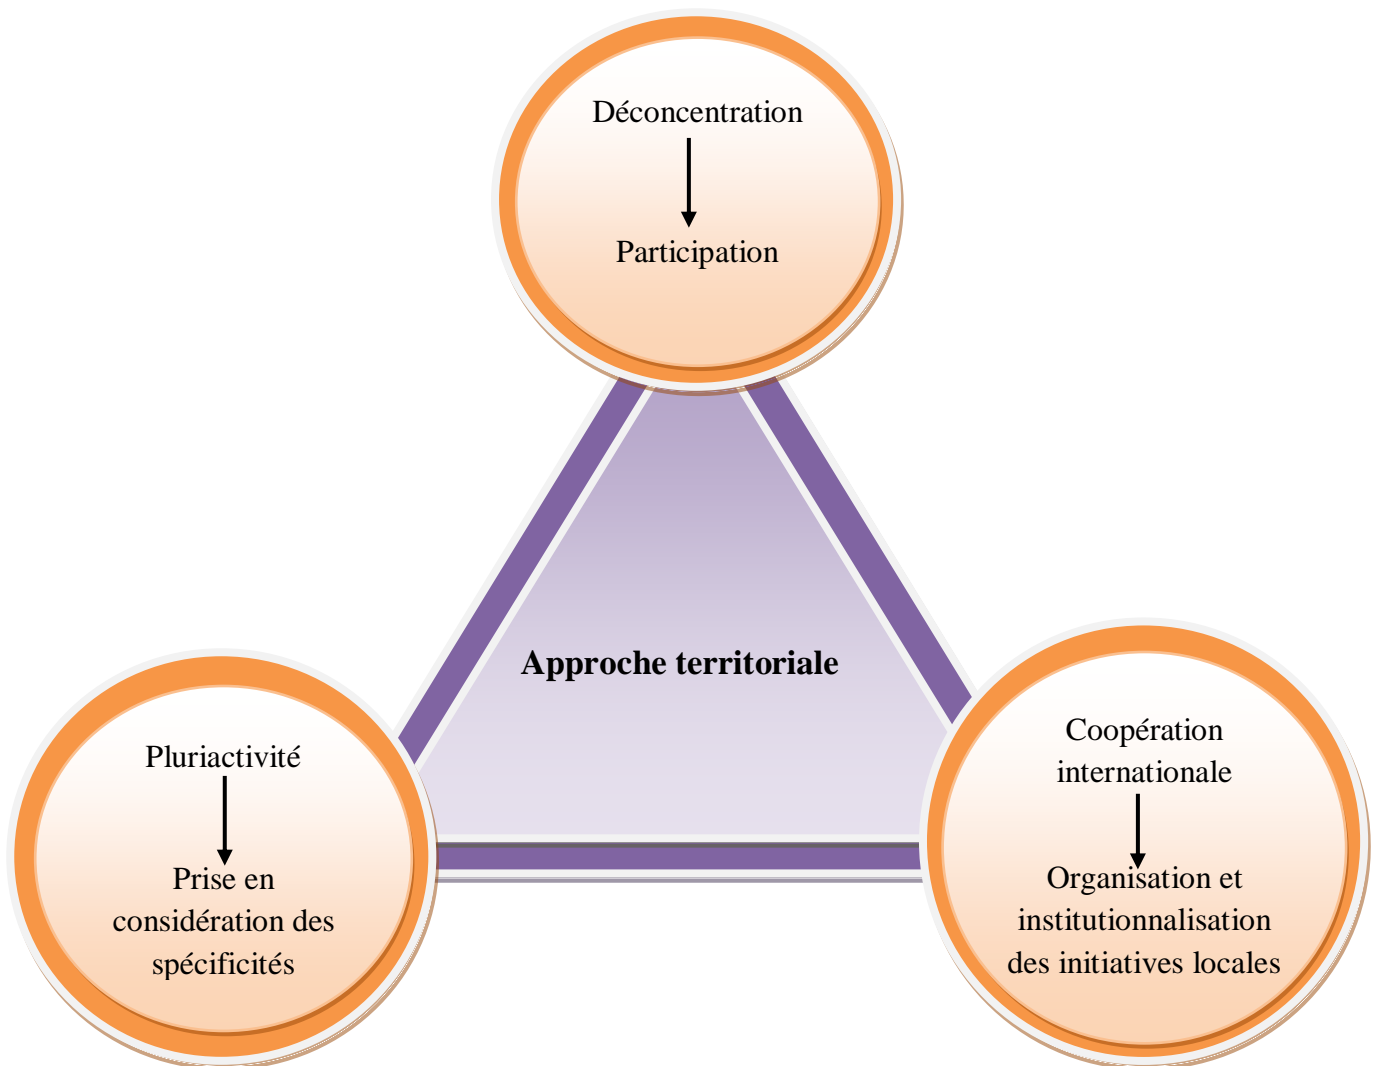 Déconcentration
Participation
Approche territoriale
Pluriactivité
Prise en
considération des
spécificités
Coopération
internationale
Organisation et
institutionnalisation
des initiatives locales